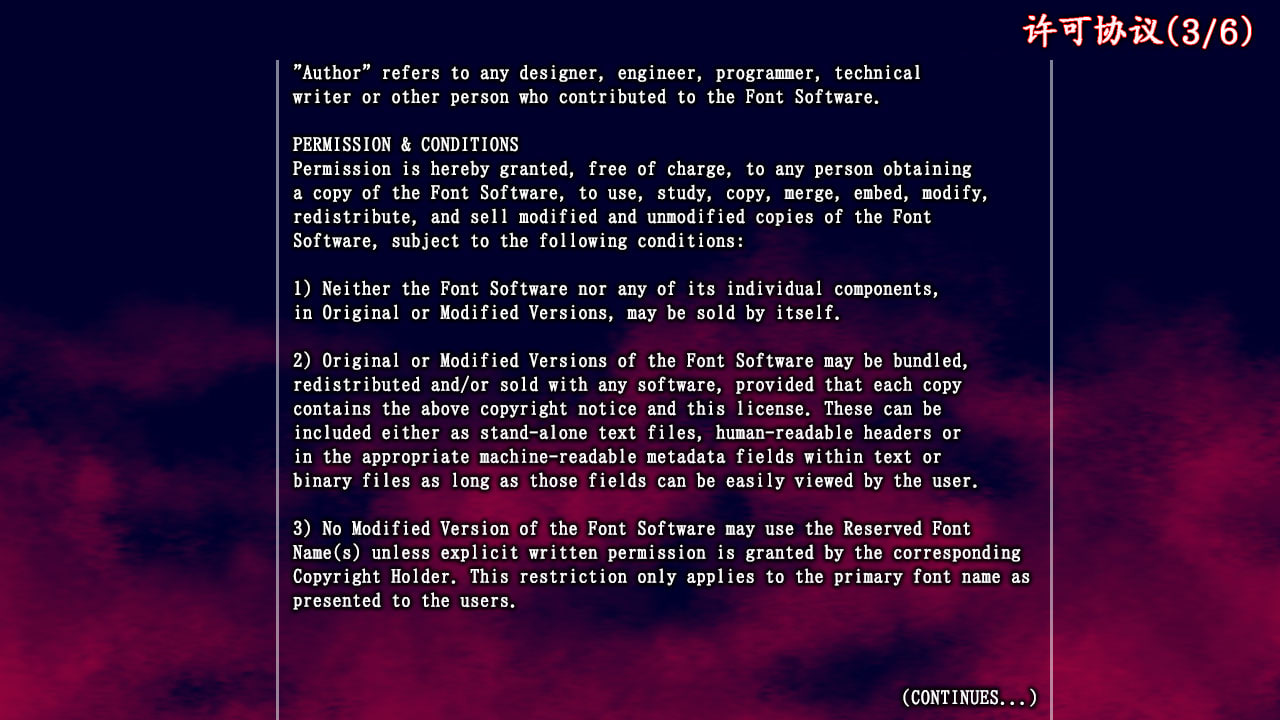 许可协议(3/6)
"Author" refers to any designer, engineer, programmer, technical
writer or other person who contributed to the Font Software.
PERMISSION & CONDITIONS
Permission is hereby granted, free of charge, to any person obtaining
a copy of the Font Software, to use, study, copy, merge, embed, modify,
redistribute, and sell modified and unmodified copies of the Font
Software, subject to the following conditions:
1) Neither the Font Software nor any of its individual components,
in Original or Modified Versions, may be sold by itself.
2) Original or Modified Versions of the Font Software may be bundled,
redistributed and/or sold with any software, provided that each copy
contains the above copyright notice and this license. These can be
included either as stand-alone text files, human-readable headers or
in the appropriate machine-readable metadata fields within text or
binary files as long as those fields can be easily viewed by the user.
3) No Modified Version of the Font Software may use the Reserved Font
Name(s) unless explicit written permission is granted by the corresponding
Copyright Holder. This restriction only applies to the primary font name as
presented to the users.
(CONTINUES...)